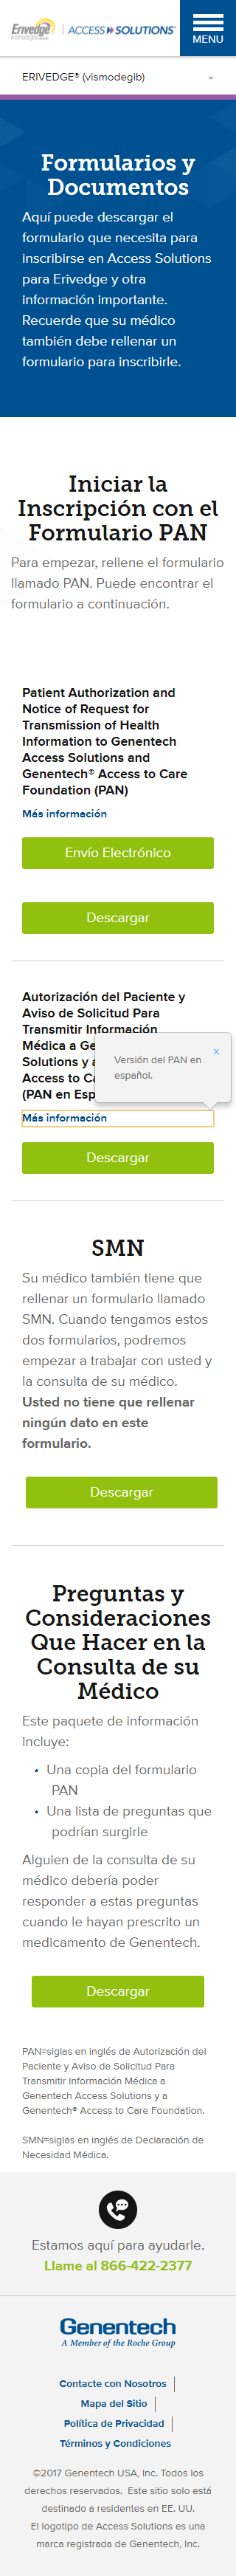 Erivedge
ACCESS SOLUTIONS
MENU
ERIVEDGE® (vismodegib)
Formularios y
Documentos
Aquí puede descargar el
formulario que necesita para
inscribirse en Access Solutions
para Erivedge y otra
información importante.
Recuerde que su médico
también debe rellenar un
formulario para inscribirle.
Iniciar la
Inscripción con el
Formulario PAN
Para empezar, rellene el formulario
llamado PAN. Puede encontrar el
formulario a continuación.
Patient Authorization and
Notice of Request for
Transmission of Health
Information to Genentech
Access Solutions and
Genentech® Access to Care
Foundation (PAN)
Más información
Envío Electrónico
Descargar
Autorización del Paciente y
Aviso de Solicitud Para
Transmitir Información
Médica a Ge
Solutions y a
Access to Ca
(PAN en Esp
x
Versión del PAN en
español.
Más información
Descargar
SMN
Su médico también tiene que
rellenar un formulario llamado
SMN. Cuando tengamos estos
dos formularios, podremos
empezar a trabajar con usted y
la consulta de su médico.
Usted no tiene que rellenar
ningún dato en este
formulario.
Descargar
Preguntas y
Consideraciones
Que Hacer en la
Consulta de su
Médico
Este paquete de información
incluye:
• Una copia del formulario
PAN
• Una lista de preguntas que
podrían surgirle
Alguien de la consulta de su
médico debería poder
responder a estas preguntas
cuando le hayan prescrito un
medicamento de Genentech.
Descargar
PAN=siglas en inglés de Autorización del
Paciente y Aviso de Solicitud Para
Transmitir Información Médica a
Genentech Access Solutions y a
Genentech® Access to Care Foundation.
SMN=siglas en inglés de Declaración de
Necesidad Médica.
Estamos aquí para ayudarle.
Llame al 866-422-2377
Genentech
A Member of the Roche Group
Contacte con Nosotros
Mapa del Sitio
Política de Privacidad
Términos y Condiciones
©2017 Genentech USA, Inc. Todos los
derechos reservados. Este sitio solo está
destinado a residentes en EE. UU.
El logotipo de Access Solutions es una
marca registrada de Genentech, Inc.